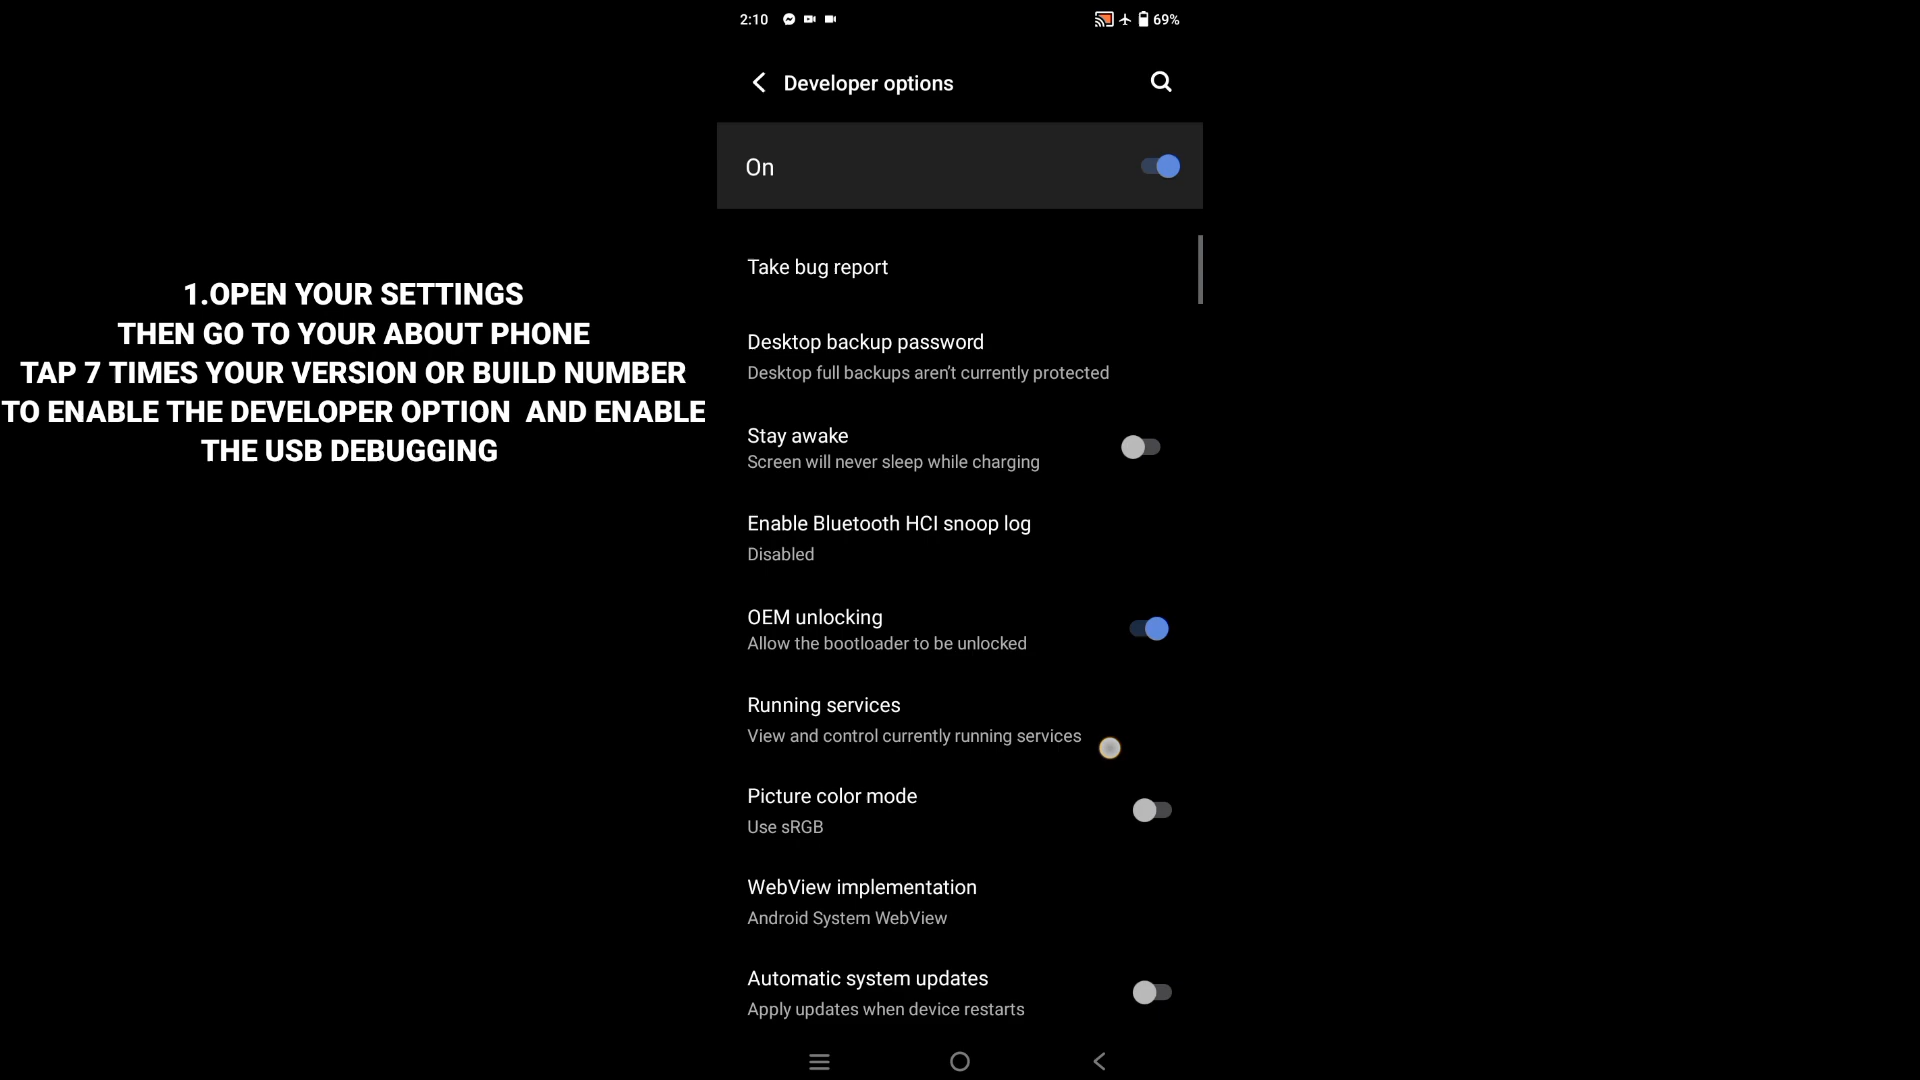 2:10
69%
Developer options
On
1.OPEN YOUR SETTINGS
THEN GO TO YOUR ABOUT PHONE
TAP 7 TIMES YOUR VERSION OR BUILD NUMBER
TO ENABLE THE DEVELOPER OPTION  AND ENABLE
THE USB DEBUGGING
Take bug report
Desktop backup password
Desktop full backups aren't currently protected
Stay awake
Screen will never sleep while charging
Enable Bluetooth HCI snoop log
Disabled
OEM unlocking
Allow the bootloader to be unlocked
Running services
View and control currently running services
Picture color mode
Use sRGB
WebView implementation
Android System WebView
Automatic system updates
Apply updates when device restarts